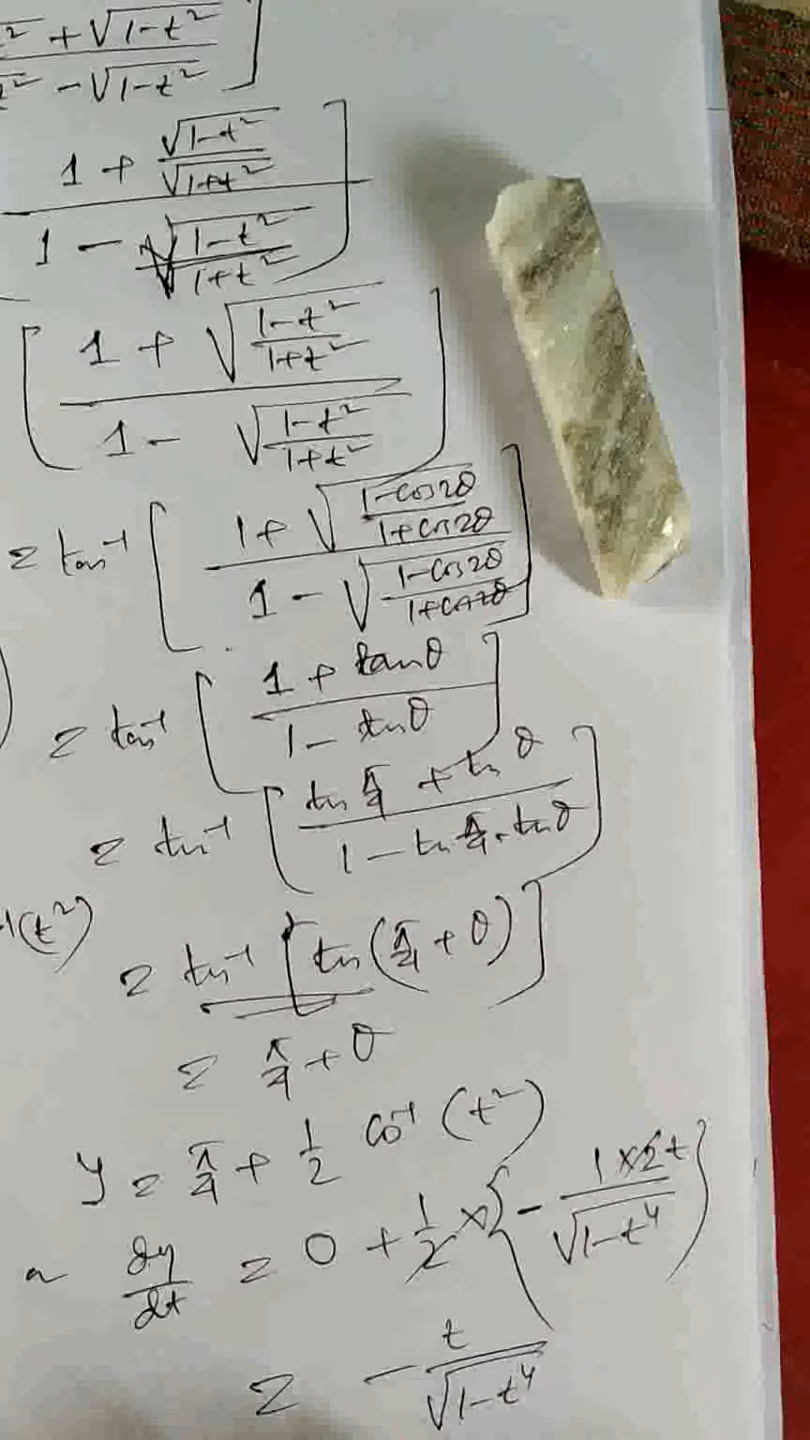 t² + √1-t²
t² - √1-t²
1 + √1-t² / √1+t²
1 - √1-t² / 1+t²
[ 1 + √1-t² / 1+t²
1 - √1-t² / 1+t² ]
= tan⁻¹ [ 1 + √1-cos2θ / 1+cos2θ
1 - √1-cos2θ / 1+cos2θ ]
= tan⁻¹ [ 1 + tanθ
1 - tanθ ]
= tan⁻¹ [ tan π/4 + tan θ
1 - tan π/4 . tanθ ]
⁻¹(t²)
= tan⁻¹ [ tan (π/4 + θ) ]
= π/4 + θ
y = π/4 + 1/2 cos⁻¹ (t²)
dy/dt = 0 + 1/2 × { - 1×2t / √1-t⁴ }
= - t / √1-t⁴